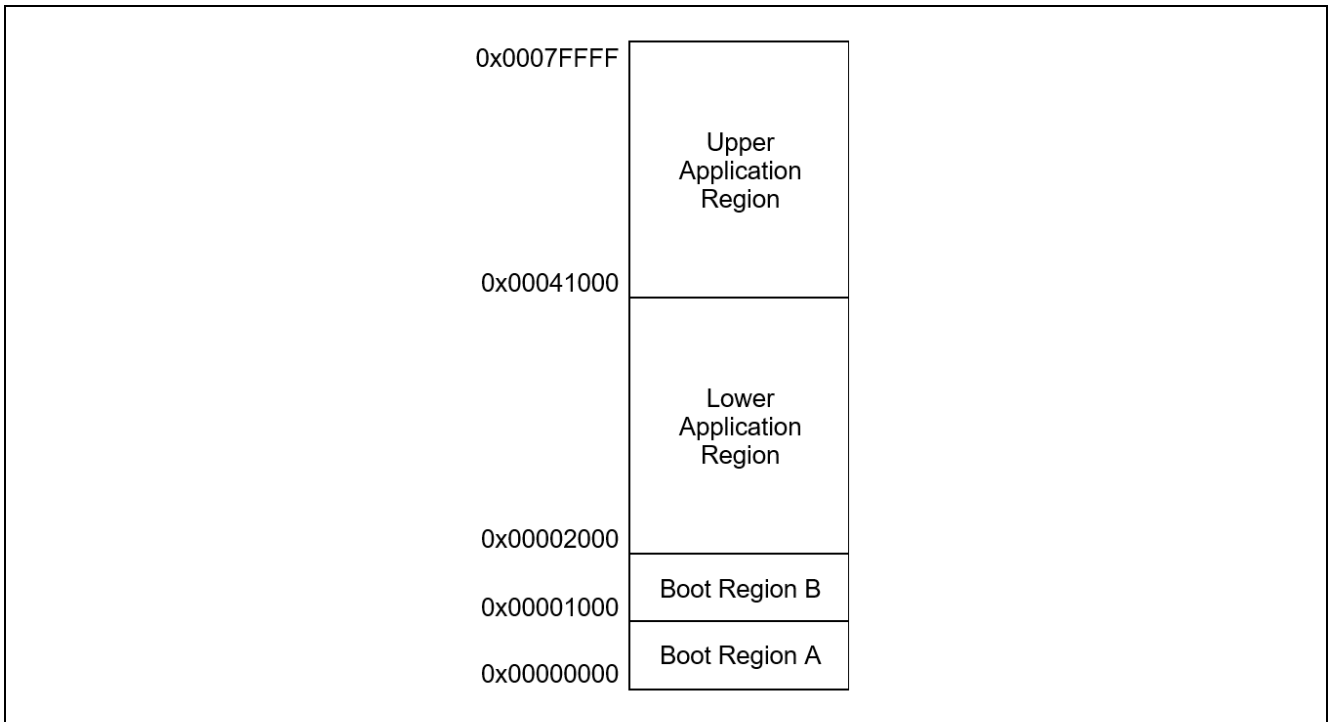 0x0007FFFF
Upper
Application
Region
0x00041000
Lower
Application
Region
0x00002000
Boot Region B
0x00001000
Boot Region A
0x00000000